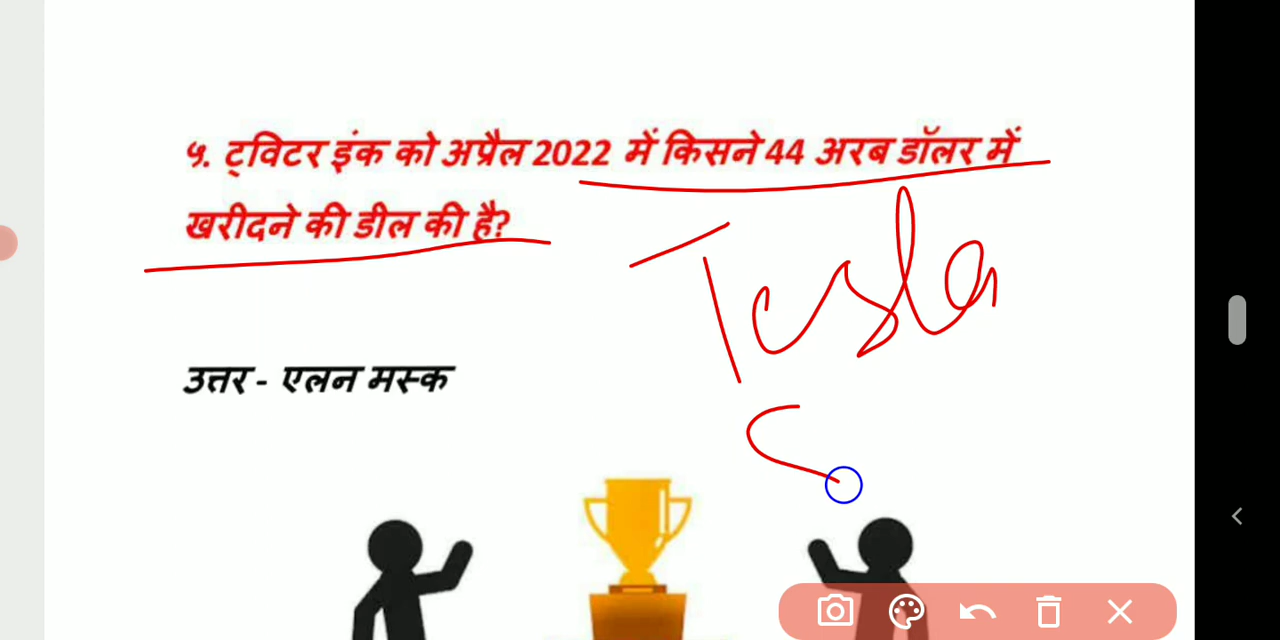 ५. ट्विटर इंक को अप्रैल 2022 में किसने 44 अरब डॉलर में
खरीदने की डील की है?
Tesla
उत्तर - एलन मस्क